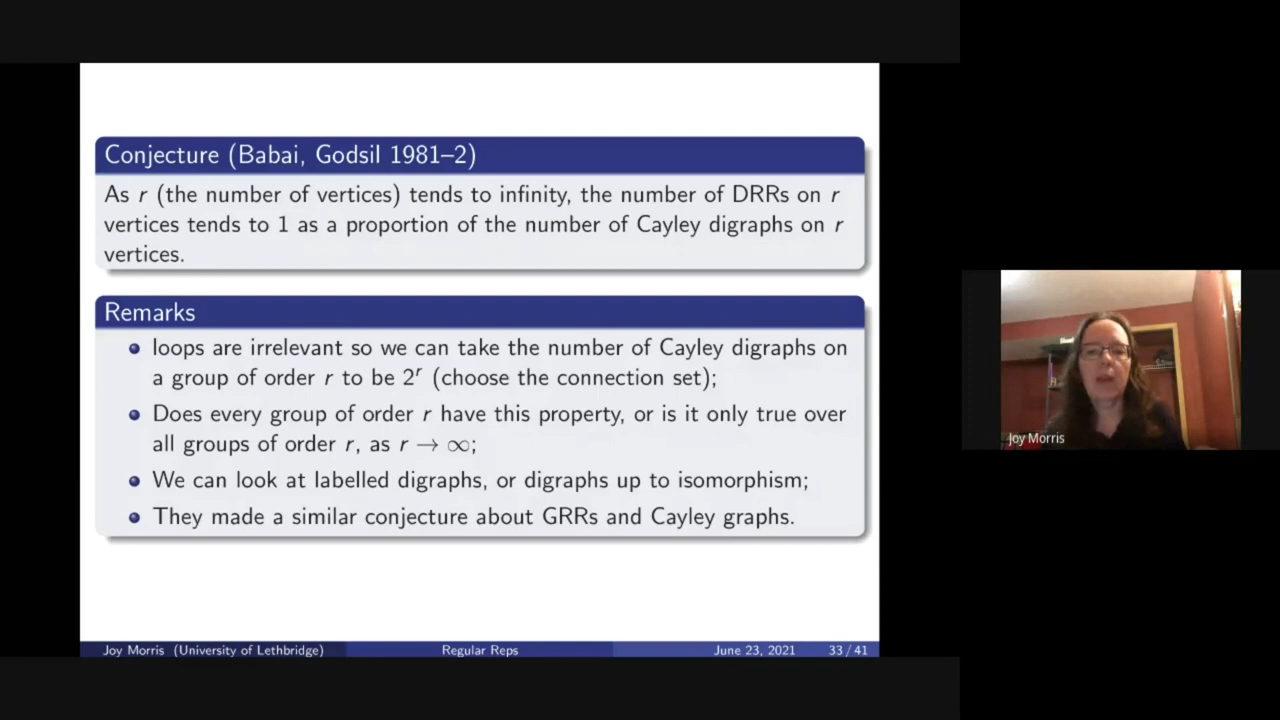 Conjecture (Babai, Godsil 1981–2)
As r (the number of vertices) tends to infinity, the number of DRRs on r
vertices tends to 1 as a proportion of the number of Cayley digraphs on r
vertices.
Remarks
loops are irrelevant so we can take the number of Cayley digraphs on
a group of order r to be 2^r (choose the connection set);
Does every group of order r have this property, or is it only true over
all groups of order r, as r → ∞;
We can look at labelled digraphs, or digraphs up to isomorphism;
They made a similar conjecture about GRRs and Cayley graphs.
Joy Morris (University of Lethbridge) Regular Reps June 23, 2021 33 / 41
Joy Morris